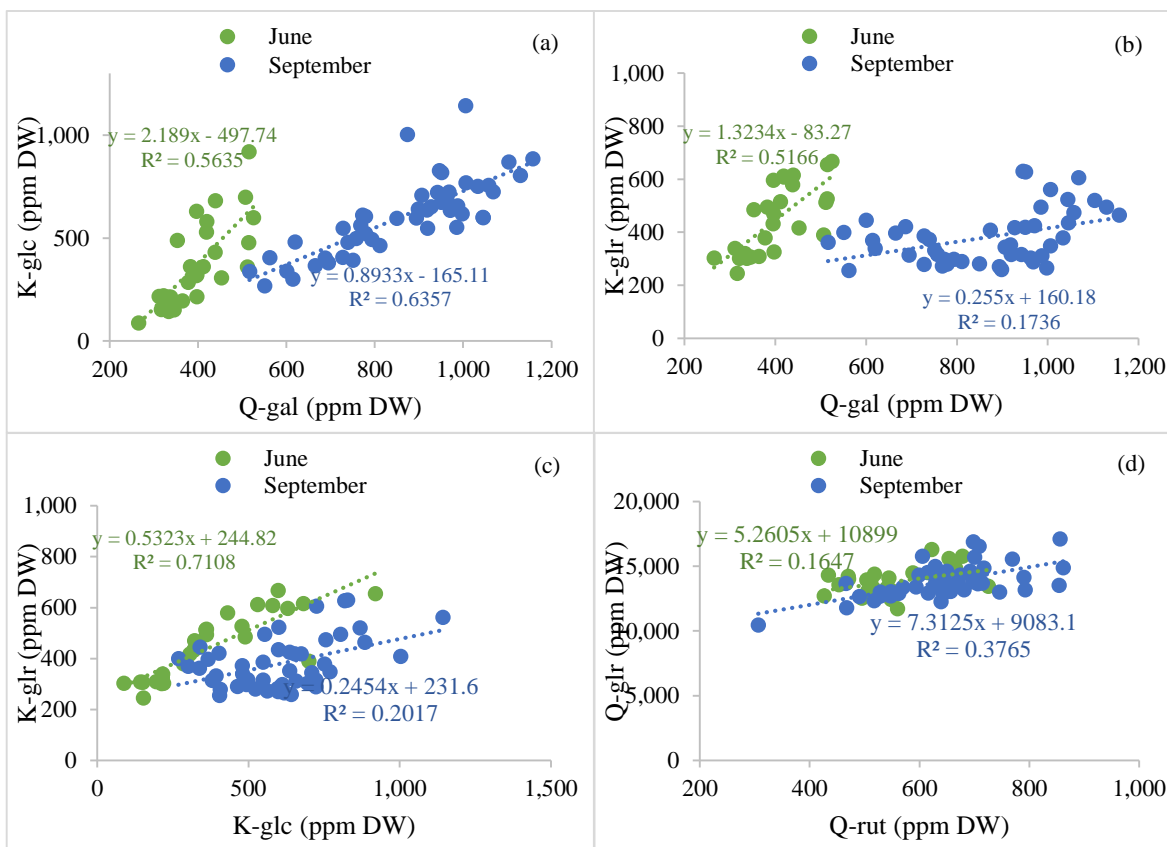 June
September
(a)
K-glc (ppm DW)
1,000
500
0
y = 2.189x - 497.74
R² = 0.5635
y = 0.8933x - 165.11
R² = 0.6357
200 400 600 800 1,000 1,200
Q-gal (ppm DW)
June
September
(b)
K-glr (ppm DW)
1,000
800
600
400
200
0
y = 1.3234x - 83.27
R² = 0.5166
y = 0.255x + 160.18
R² = 0.1736
200 400 600 800 1,000 1,200
Q-gal (ppm DW)
June
September
(c)
K-glr (ppm DW)
1,000
800
600
400
200
0
y = 0.5323x + 244.82
R² = 0.7108
y = 0.2454x + 231.6
R² = 0.2017
0 500 1,000 1,500
K-glc (ppm DW)
June
September
(d)
Q-glr (ppm DW)
20,000
15,000
10,000
5,000
0
y = 5.2605x + 10899
R² = 0.1647
y = 7.3125x + 9083.1
R² = 0.3765
200 400 600 800 1,000
Q-rut (ppm DW)